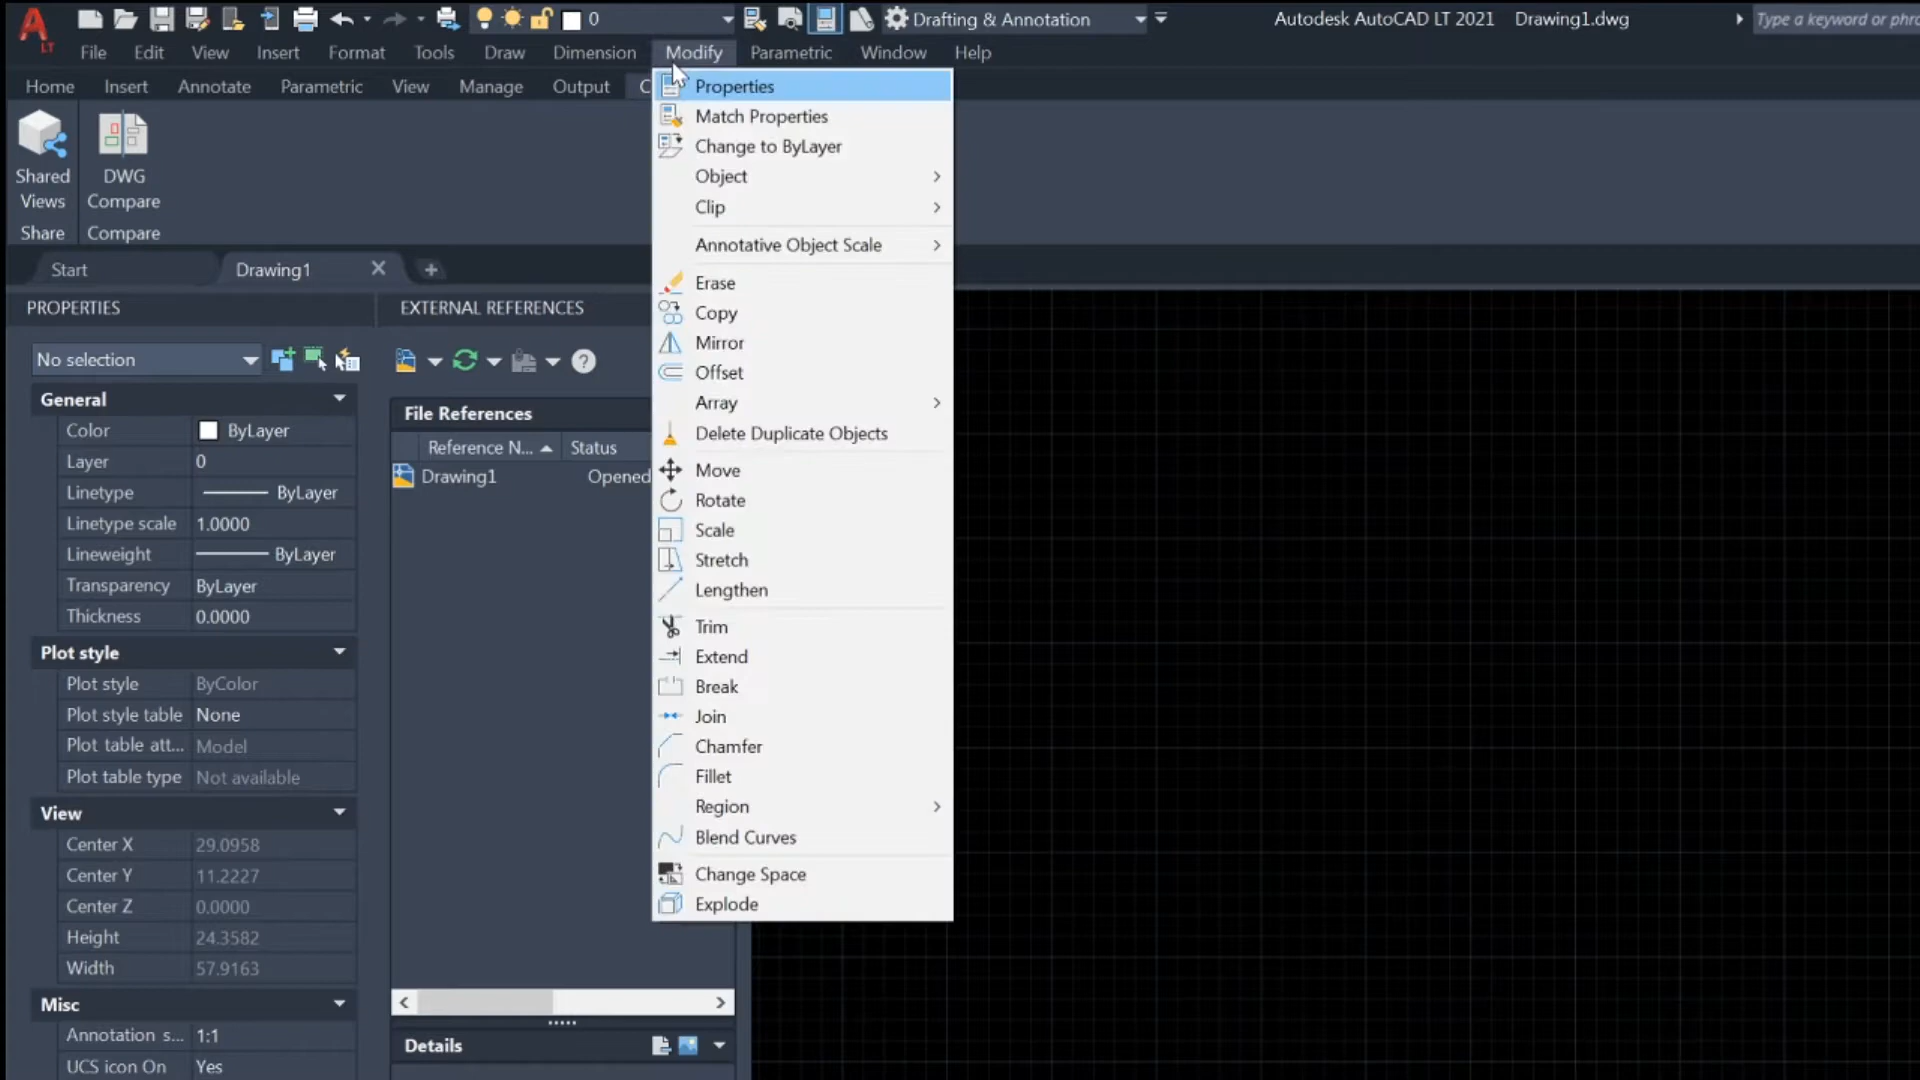 LT
0
Drafting & Annotation
Autodesk AutoCAD LT 2021 Drawing1.dwg
Type a keyword or phra
File Edit View Insert Format Tools Draw Dimension Modify Parametric Window Help
Home Insert Annotate Parametric View Manage Output C
Shared Views
DWG Compare
Share Compare
Start Drawing1
PROPERTIES
No selection
General
Color ByLayer
Layer 0
Linetype ByLayer
Linetype scale 1.0000
Lineweight ByLayer
Transparency ByLayer
Thickness 0.0000
Plot style
Plot style ByColor
Plot style table None
Plot table att... Model
Plot table type Not available
View
Center X 29.0958
Center Y 11.2227
Center Z 0.0000
Height 24.3582
Width 57.9163
Misc
Annotation s... 1:1
UCS icon On Yes
EXTERNAL REFERENCES
File References
Reference N... Status
Drawing1 Opened
Details
Properties
Match Properties
Change to ByLayer
Object
Clip
Annotative Object Scale
Erase
Copy
Mirror
Offset
Array
Delete Duplicate Objects
Move
Rotate
Scale
Stretch
Lengthen
Trim
Extend
Break
Join
Chamfer
Fillet
Region
Blend Curves
Change Space
Explode